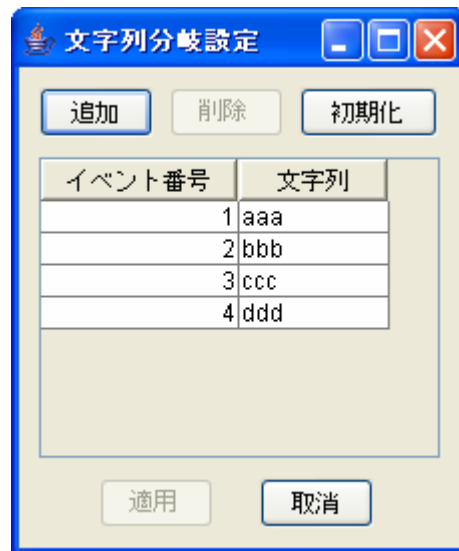 文字列分岐設定
追加 削除 初期化
イベント番号 文字列
1 aaa
2 bbb
3 ccc
4 ddd
適用 取消